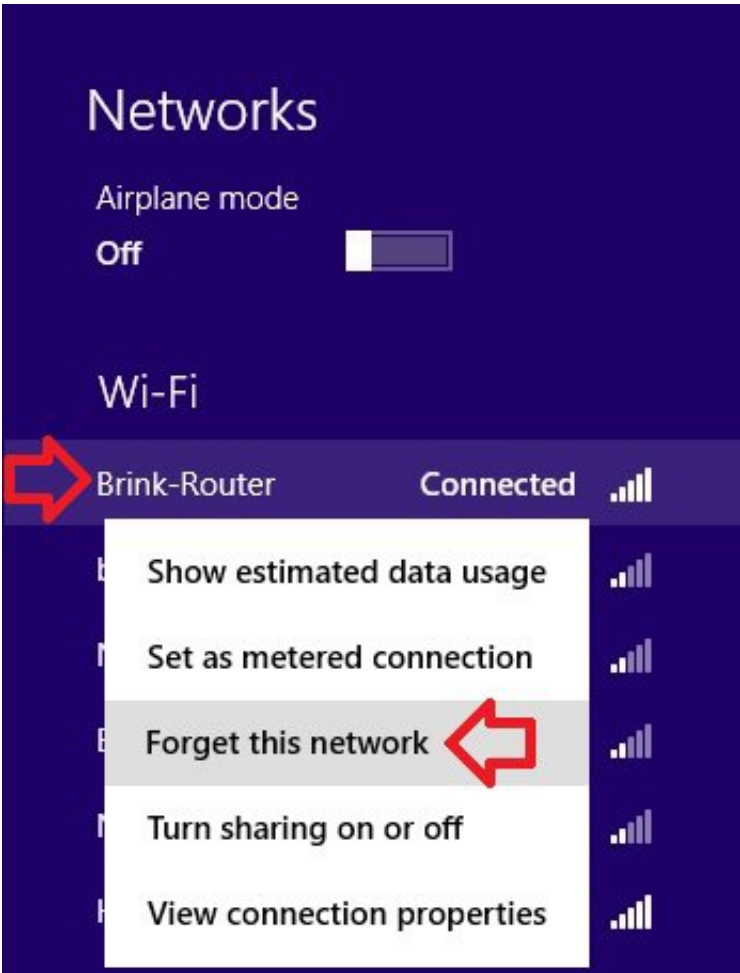 Networks
Airplane mode
Off
Wi-Fi
Brink-Router Connected
Show estimated data usage
Set as metered connection
Forget this network
Turn sharing on or off
View connection properties